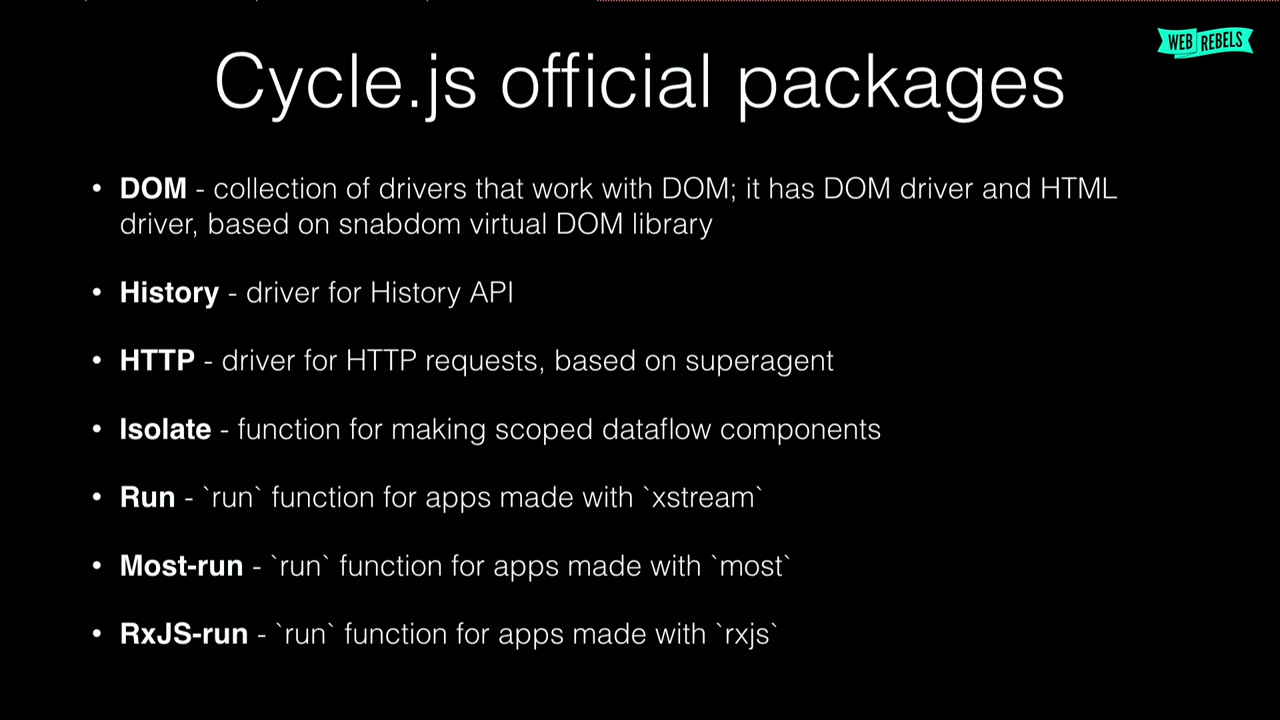 WEB REBELS
Cycle.js official packages
• DOM - collection of drivers that work with DOM; it has DOM driver and HTML
driver, based on snabdom virtual DOM library
• History - driver for History API
• HTTP - driver for HTTP requests, based on superagent
• Isolate - function for making scoped dataflow components
• Run - `run` function for apps made with `xstream`
• Most-run - `run` function for apps made with `most`
• RxJS-run - `run` function for apps made with `rxjs`